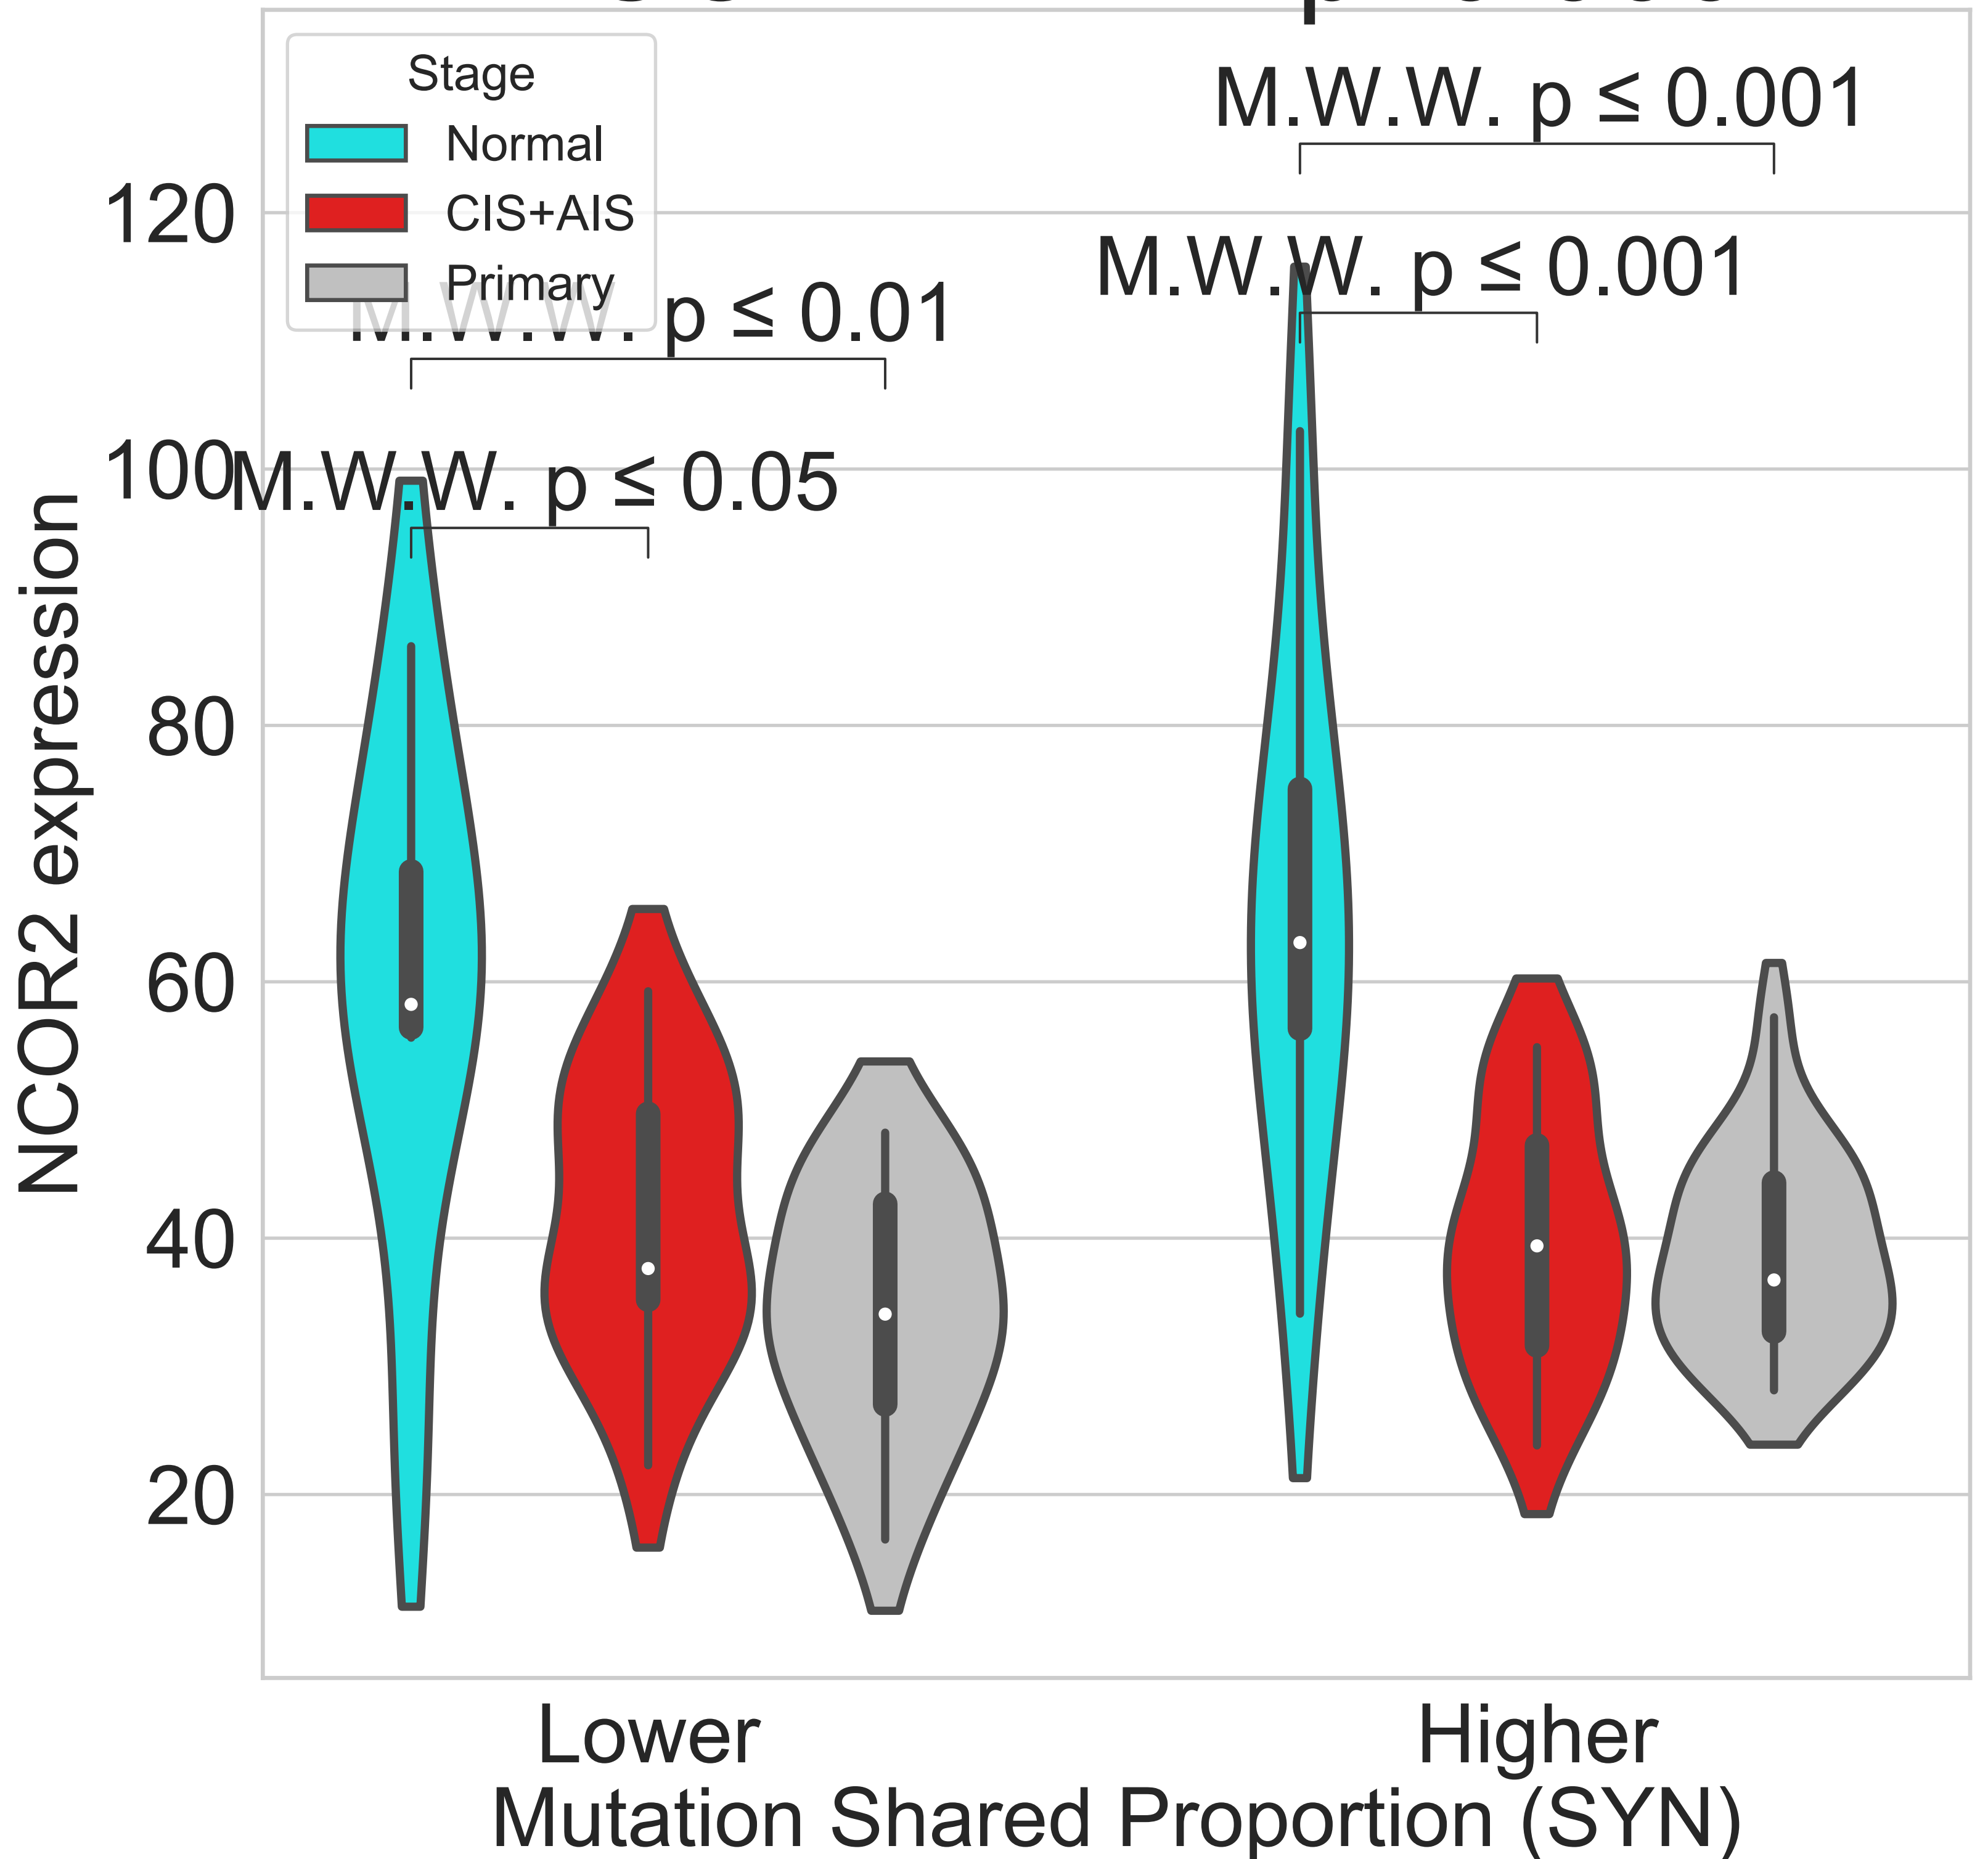 Stage
Normal
CIS+AIS
Primary
M.W.W. p ≤ 0.001
M.W.W. p ≤ 0.001
M.W.W. p ≤ 0.01
M.W.W. p ≤ 0.05
120
100
80
60
40
20
NCOR2 expression
Lower
Higher
Mutation Shared Proportion (SYN)